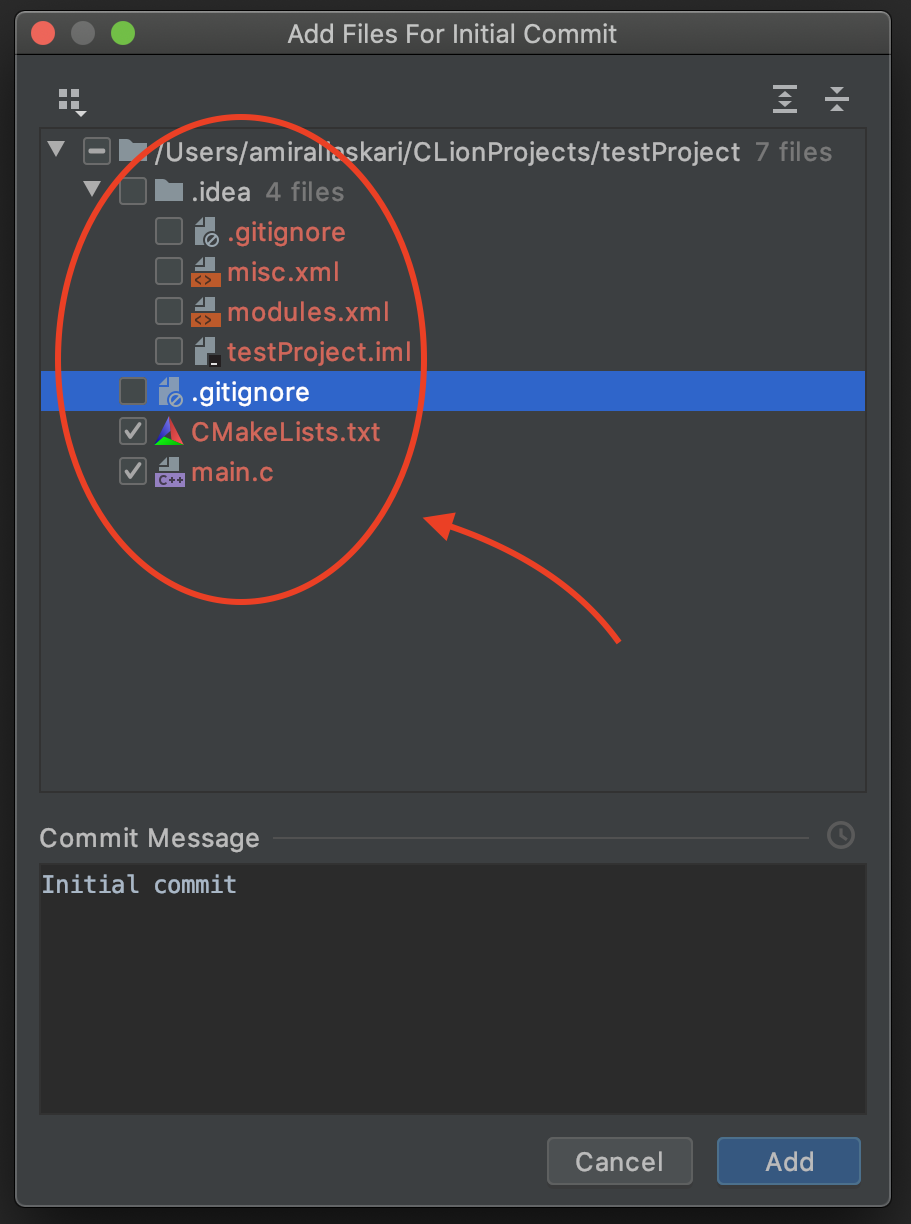 Add Files For Initial Commit
/Users/amiraliaskari/CLionProjects/testProject 7 files
.idea 4 files
.gitignore
<> misc.xml
<> modules.xml
testProject.iml
.gitignore
CMakeLists.txt
C++ main.c
Commit Message
Initial commit
Cancel Add